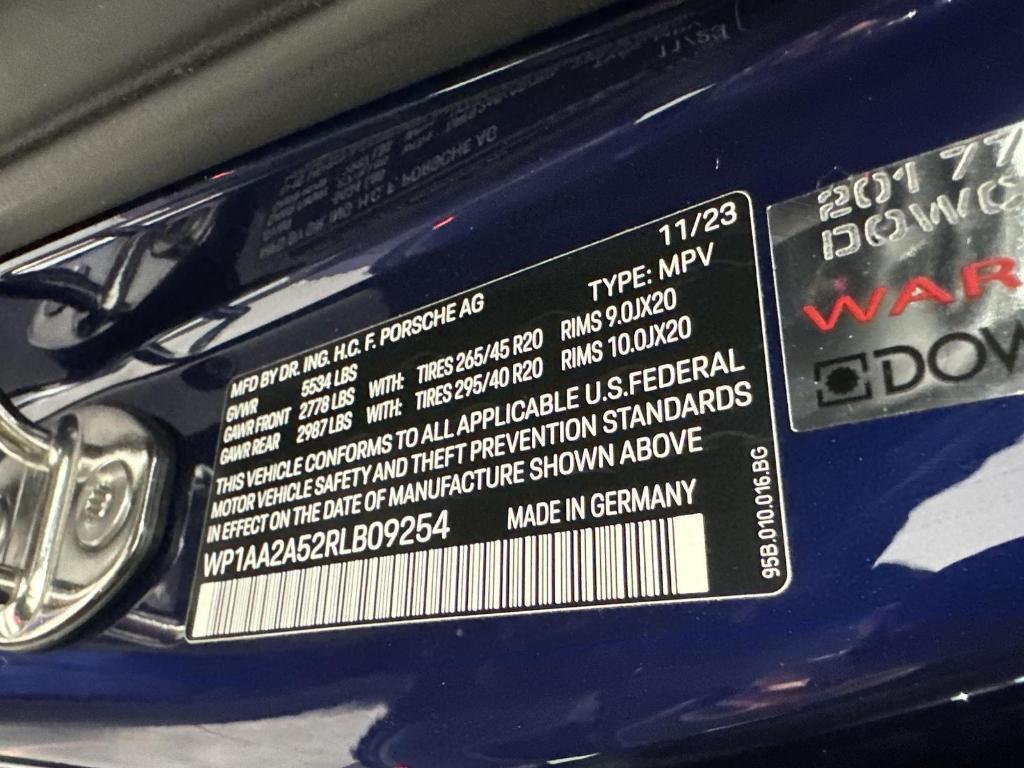 11/23
MFD BY DR. ING. H.C. F. PORSCHE AG TYPE: MPV
GVWR 5534 LBS
GAWR FRONT 2778 LBS WITH: TIRES 265/45 R20 RIMS 9.0JX20
GAWR REAR 2987 LBS WITH: TIRES 295/40 R20 RIMS 10.0JX20
THIS VEHICLE CONFORMS TO ALL APPLICABLE U.S.FEDERAL
MOTOR VEHICLE SAFETY AND THEFT PREVENTION STANDARDS
IN EFFECT ON THE DATE OF MANUFACTURE SHOWN ABOVE
WP1AA2A52RLB09254 MADE IN GERMANY
95B.010.016.BG
20177
DOWC
WAR
DOW